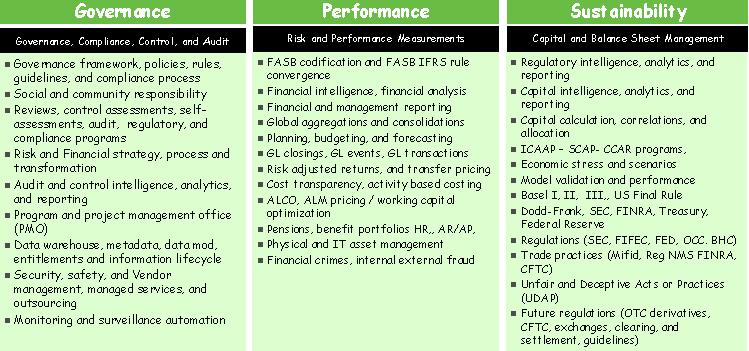 Governance
Governance, Compliance, Control, and Audit
Governance framework, policies, rules,
guidelines, and compliance process
Social and community responsibility
Reviews, control assessments, self-
assessments, audit, regulatory, and
compliance programs
Risk and Financial strategy, process and
transformation
Audit and control intelligence, analytics,
and reporting
Program and project management office
(PMO)
Data warehouse, metadata, data mod,
entitlements and information lifecycle
Security, safety, and Vendor
management, managed services, and
outsourcing
Monitoring and surveillance automation
Performance
Risk and Performance Measurements
FASB codification and FASB IFRS rule
convergence
Financial intelligence, financial analysis
Financial and management reporting
Global aggregations and consolidations
Planning, budgeting, and forecasting
GL closings, GL events, GL transactions
Risk adjusted returns, and transfer pricing
Cost transparency, activity based costing
ALCO, ALM pricing / working capital
optimization
Pensions, benefit portfolios HR,, AR/AP,
Physical and IT asset management
Financial crimes, internal external fraud
Sustainability
Capital and Balance Sheet Management
Regulatory intelligence, analytics, and
reporting
Capital intelligence, analytics, and
reporting
Capital calculation, correlations, and
allocation
ICAAP – SCAP- CCAR programs,
Economic stress and scenarios
Model validation and performance
Basel I, II, III,, US Final Rule
Dodd-Frank, SEC, FINRA, Treasury,
Federal Reserve
Regulations (SEC, FIFEC, FED, OCC. BHC)
Trade practices (Mifid, Reg NMS FINRA,
CFTC)
Unfair and Deceptive Acts or Practices
(UDAP)
Future regulations (OTC derivatives,
CFTC, exchanges, clearing, and
settlement, guidelines)